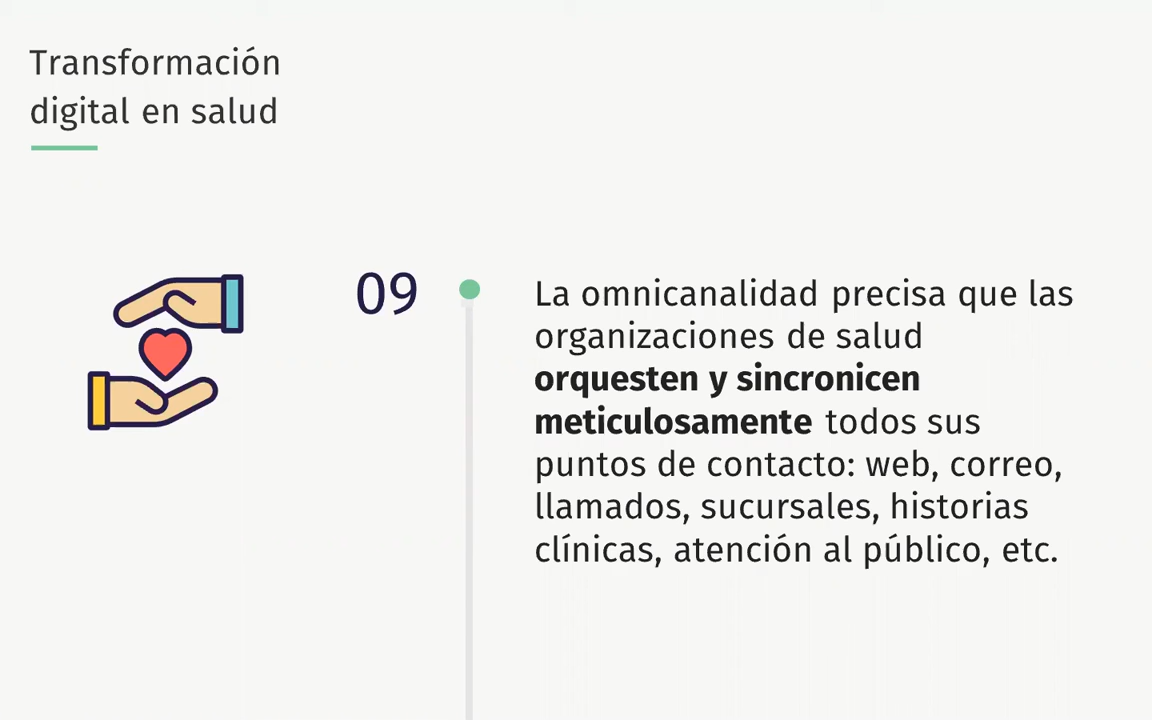 Transformación
digital en salud
09
La omnicanalidad precisa que las
organizaciones de salud
orquesten y sincronicen
meticulosamente todos sus
puntos de contacto: web, correo,
llamados, sucursales, historias
clínicas, atención al público, etc.